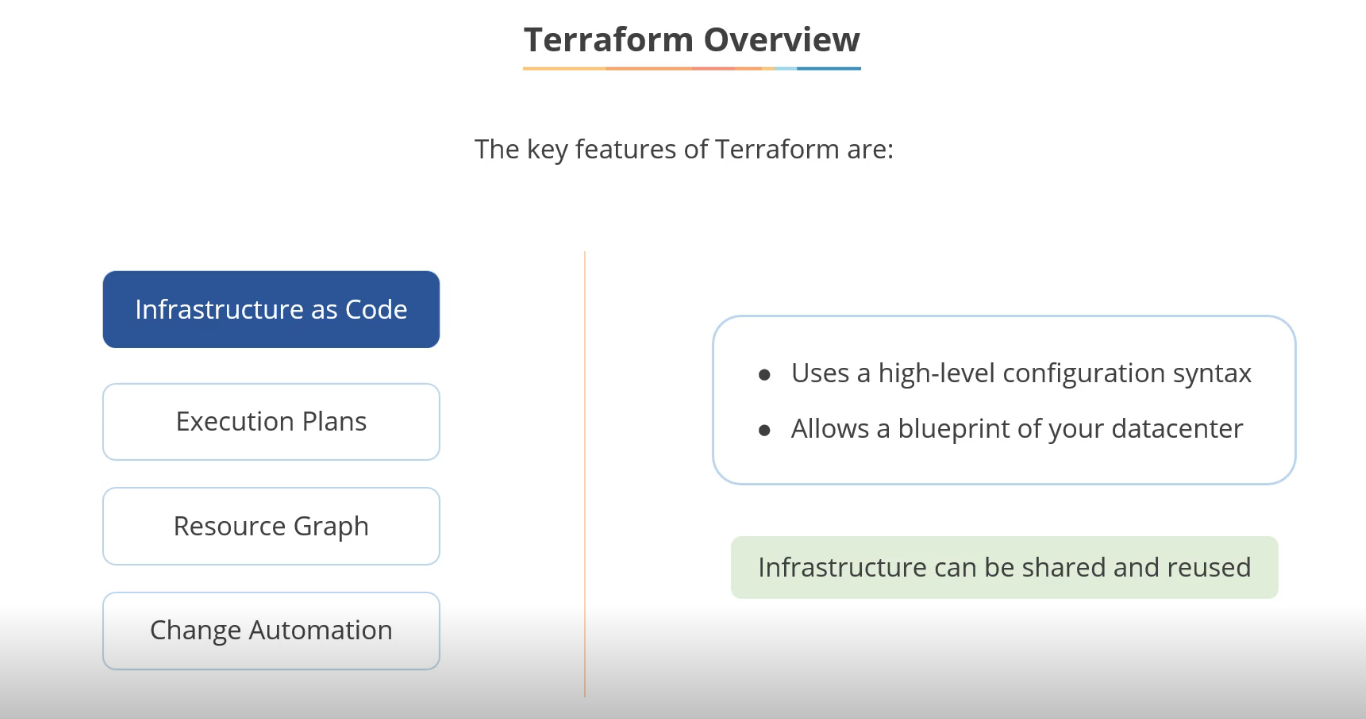 Terraform Overview
The key features of Terraform are:
Infrastructure as Code
Execution Plans
Resource Graph
Change Automation
● Uses a high-level configuration syntax
● Allows a blueprint of your datacenter
Infrastructure can be shared and reused